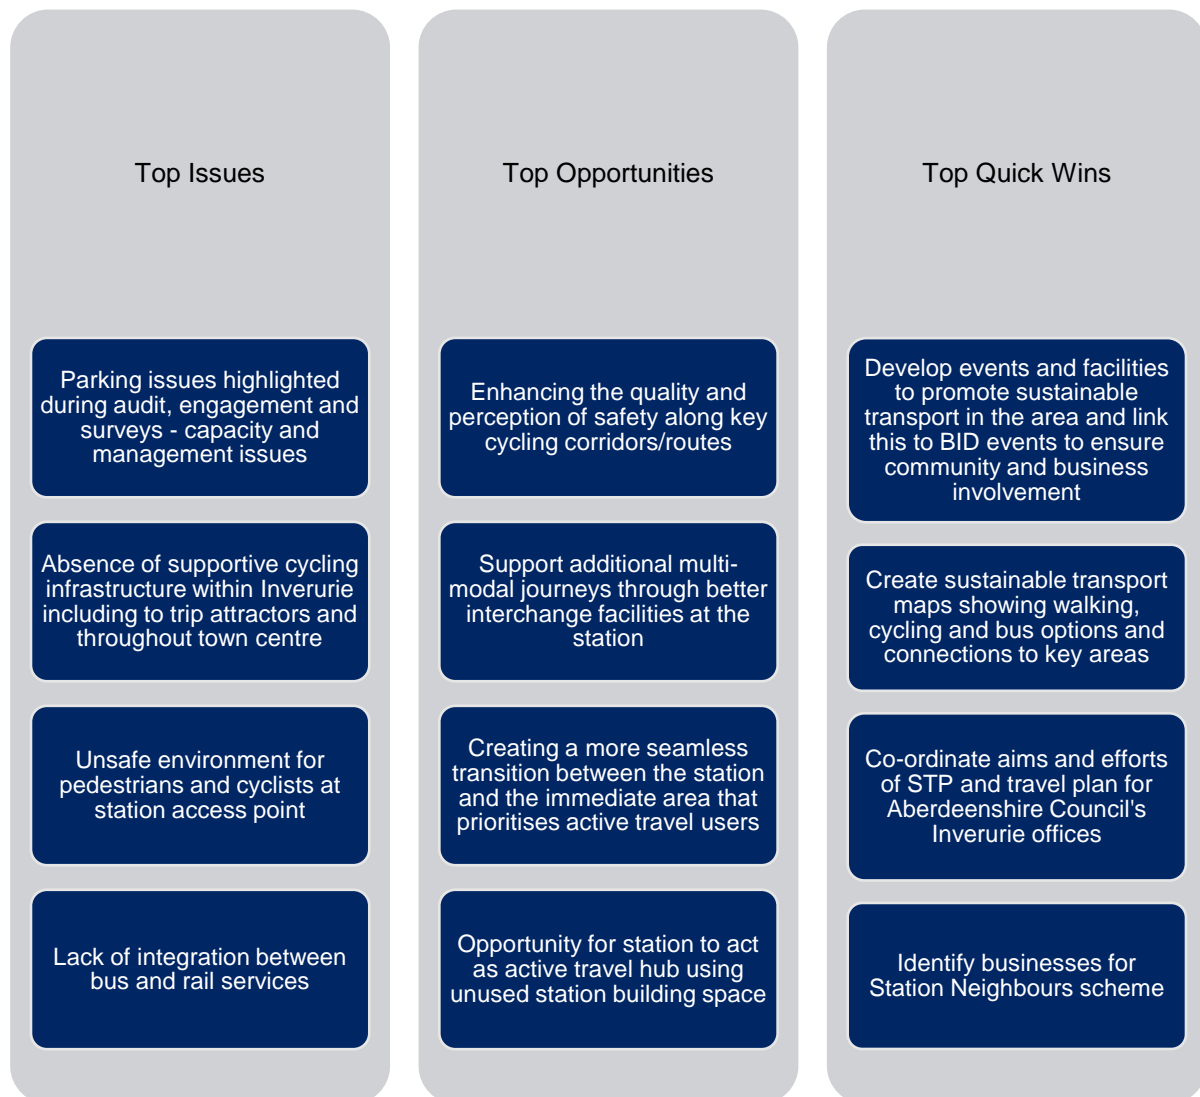 Top Issues
Parking issues highlighted
during audit, engagement and
surveys - capacity and
management issues
Absence of supportive cycling
infrastructure within Inverurie
including to trip attractors and
throughout town centre
Unsafe environment for
pedestrians and cyclists at
station access point
Lack of integration between
bus and rail services
Top Opportunities
Enhancing the quality and
perception of safety along key
cycling corridors/routes
Support additional multi-
modal journeys through better
interchange facilities at the
station
Creating a more seamless
transition between the station
and the immediate area that
prioritises active travel users
Opportunity for station to act
as active travel hub using
unused station building space
Top Quick Wins
Develop events and facilities
to promote sustainable
transport in the area and link
this to BID events to ensure
community and business
involvement
Create sustainable transport
maps showing walking,
cycling and bus options and
connections to key areas
Co-ordinate aims and efforts
of STP and travel plan for
Aberdeenshire Council's
Inverurie offices
Identify businesses for
Station Neighbours scheme